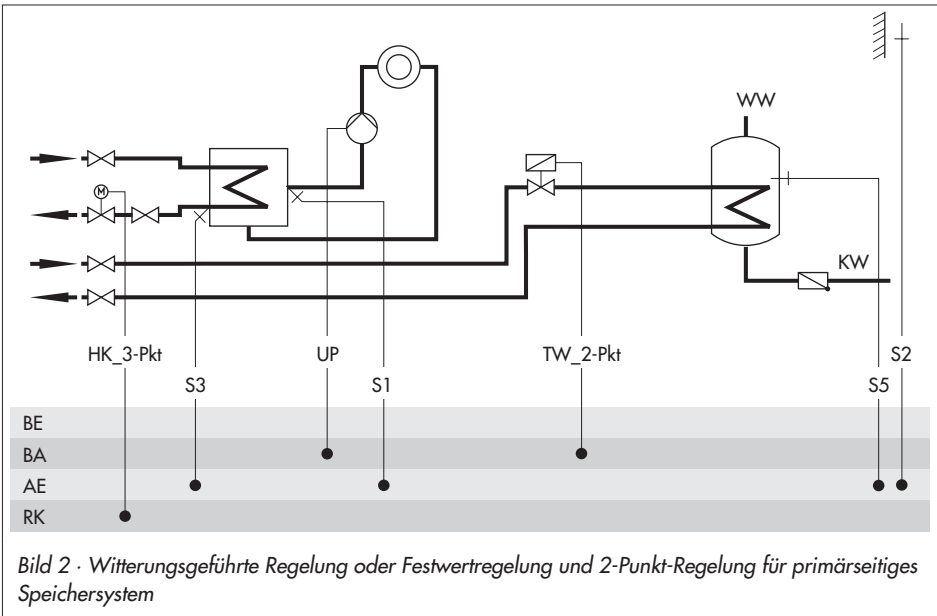 WW
M
KW
HK_3-Pkt
UP
TW_2-Pkt
S2
S3
S1
S5
BE
BA
AE
RK
Bild 2 · Witterungsgeführte Regelung oder Festwertregelung und 2-Punkt-Regelung für primärseitiges
Speichersystem